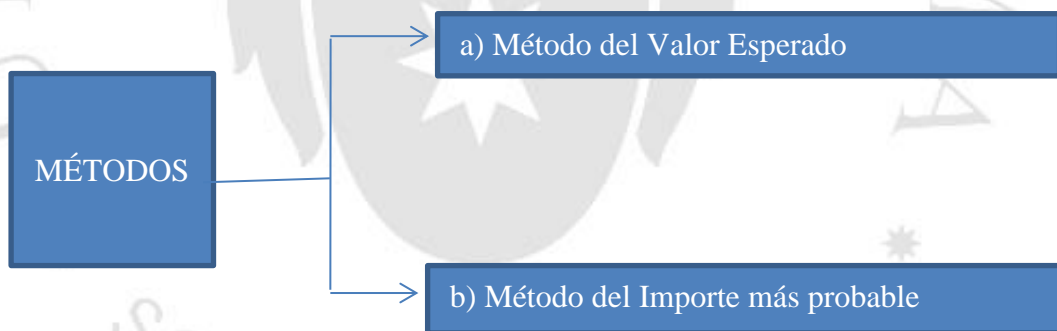 a) Método del Valor Esperado
MÉTODOS
b) Método del Importe más probable